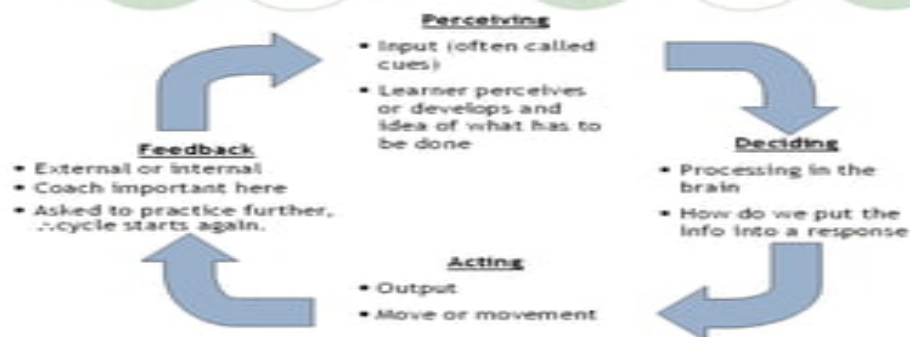 Perceiving
• Input (often called
cues)
• Learner perceives
or develops and
idea of what has to
be done
Deciding
• Processing in the
brain
• How do we put the
info into a response
Acting
• Output
• Move or movement
Feedback
• External or internal
• Coach important here
• Asked to practice further,
∴cycle starts again.